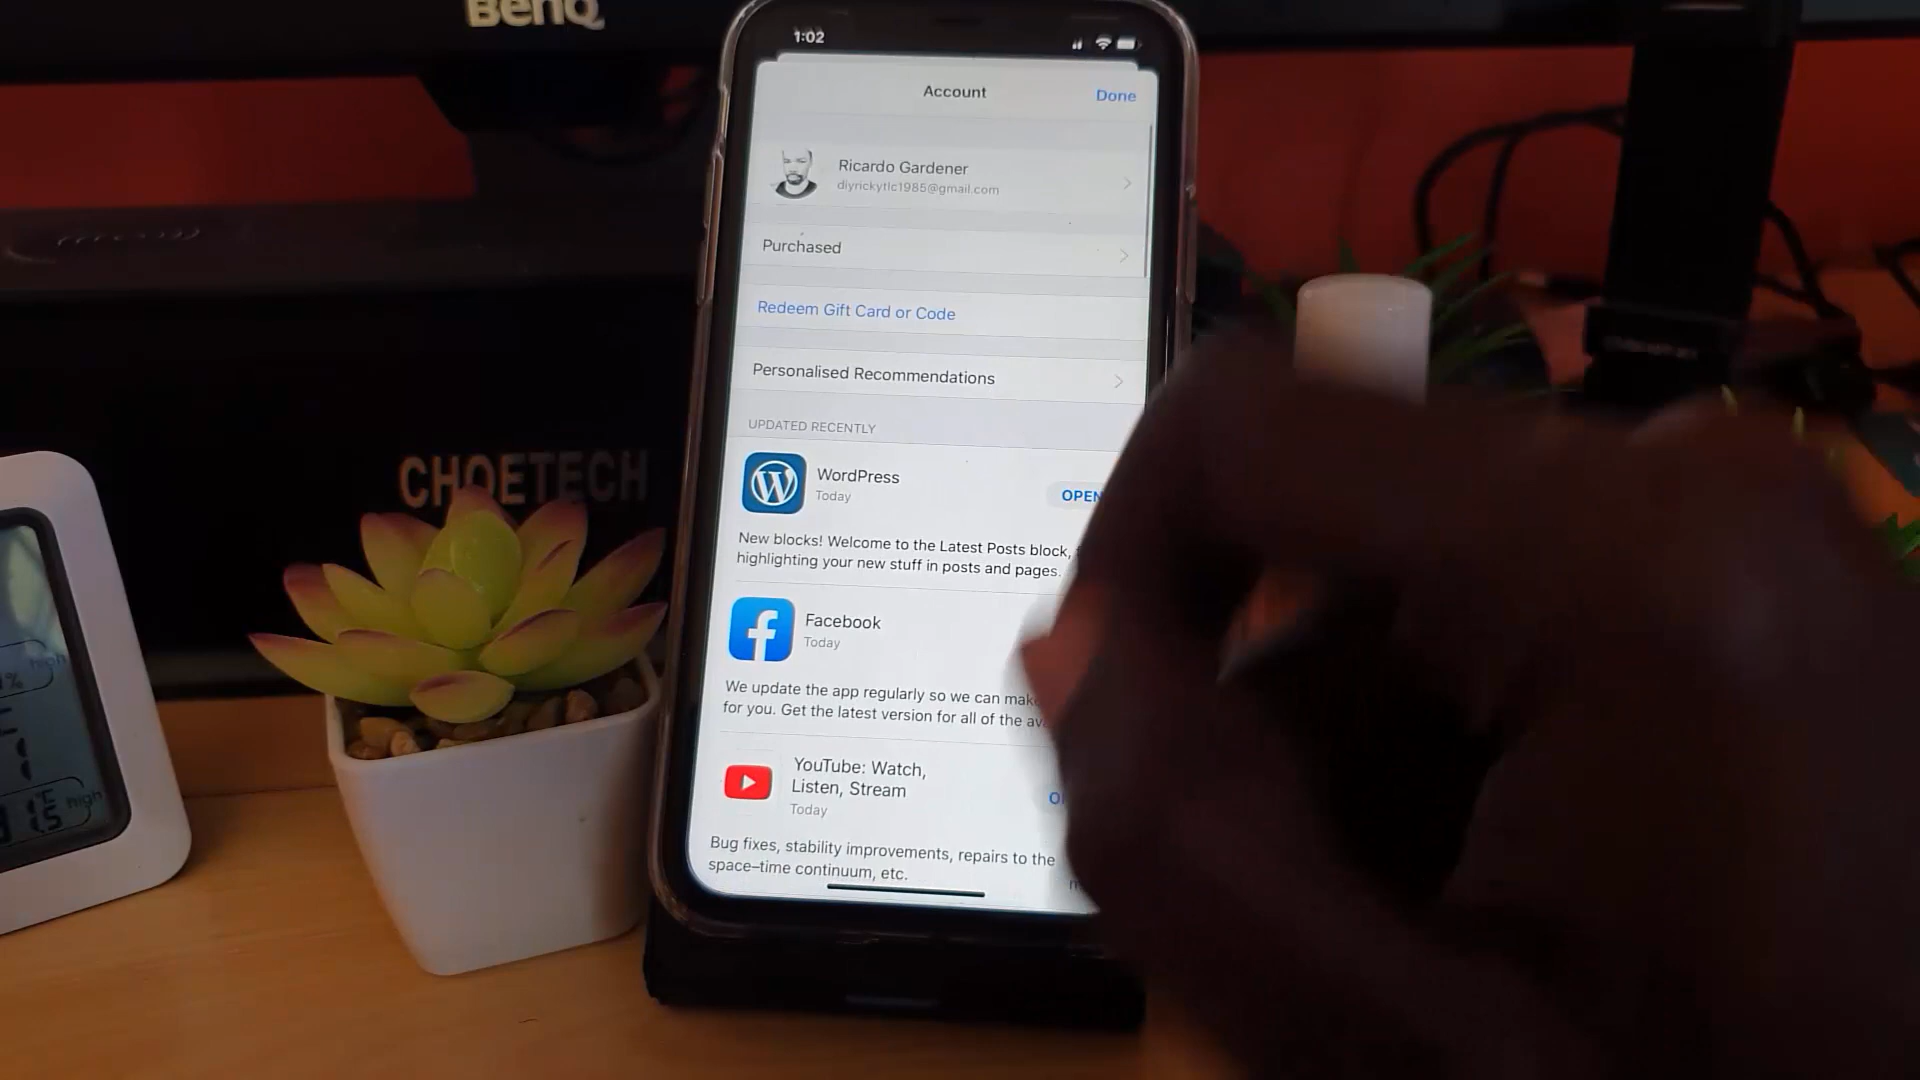 BenQ
1:02
Account
Done
Ricardo Gardener
diyrickytlc1985@gmail.com
Purchased
Redeem Gift Card or Code
Personalised Recommendations
UPDATED RECENTLY
WordPress
Today
OPEN
New blocks! Welcome to the Latest Posts block,
highlighting your new stuff in posts and pages.
Facebook
Today
We update the app regularly so we can make
for you. Get the latest version for all of the
YouTube: Watch,
Listen, Stream
Today
Bug fixes, stability improvements, repairs to the
space-time continuum, etc.
CHOETECH
high
%
high